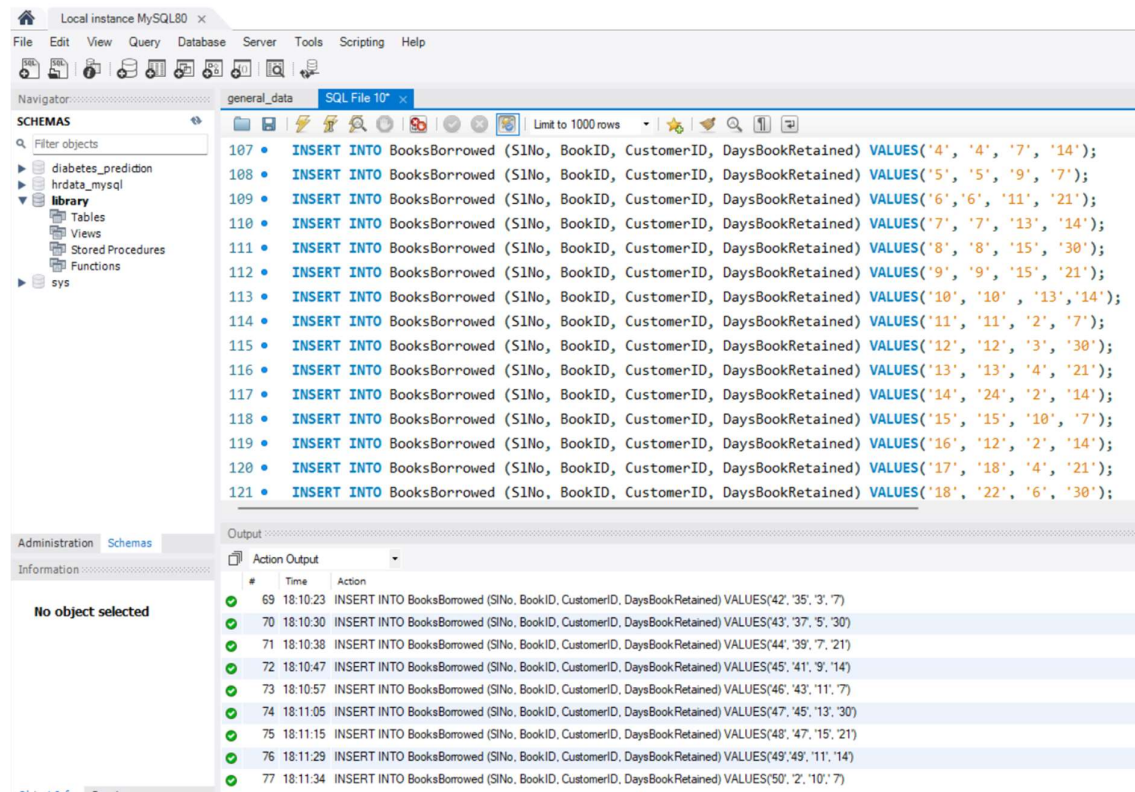 Local instance MySQL80 ×
File Edit View Query Database Server Tools Scripting Help
Navigator
general_data SQL File 10* ×
SCHEMAS
Filter objects
Limit to 1000 rows
diabetes_prediction
hrdata_mysql
library
Tables
Views
Stored Procedures
Functions
sys
107 INSERT INTO BooksBorrowed (SlNo, BookID, CustomerID, DaysBookRetained) VALUES('4', '4', '7', '14');
108 INSERT INTO BooksBorrowed (SlNo, BookID, CustomerID, DaysBookRetained) VALUES('5', '5', '9', '7');
109 INSERT INTO BooksBorrowed (SlNo, BookID, CustomerID, DaysBookRetained) VALUES('6','6', '11', '21');
110 INSERT INTO BooksBorrowed (SlNo, BookID, CustomerID, DaysBookRetained) VALUES('7', '7', '13', '14');
111 INSERT INTO BooksBorrowed (SlNo, BookID, CustomerID, DaysBookRetained) VALUES('8', '8', '15', '30');
112 INSERT INTO BooksBorrowed (SlNo, BookID, CustomerID, DaysBookRetained) VALUES('9', '9', '15', '21');
113 INSERT INTO BooksBorrowed (SlNo, BookID, CustomerID, DaysBookRetained) VALUES('10', '10' , '13','14');
114 INSERT INTO BooksBorrowed (SlNo, BookID, CustomerID, DaysBookRetained) VALUES('11', '11', '2', '7');
115 INSERT INTO BooksBorrowed (SlNo, BookID, CustomerID, DaysBookRetained) VALUES('12', '12', '3', '30');
116 INSERT INTO BooksBorrowed (SlNo, BookID, CustomerID, DaysBookRetained) VALUES('13', '13', '4', '21');
117 INSERT INTO BooksBorrowed (SlNo, BookID, CustomerID, DaysBookRetained) VALUES('14', '24', '2', '14');
118 INSERT INTO BooksBorrowed (SlNo, BookID, CustomerID, DaysBookRetained) VALUES('15', '15', '10', '7');
119 INSERT INTO BooksBorrowed (SlNo, BookID, CustomerID, DaysBookRetained) VALUES('16', '12', '2', '14');
120 INSERT INTO BooksBorrowed (SlNo, BookID, CustomerID, DaysBookRetained) VALUES('17', '18', '4', '21');
121 INSERT INTO BooksBorrowed (SlNo, BookID, CustomerID, DaysBookRetained) VALUES('18', '22', '6', '30');
Administration Schemas
Information
No object selected
Output
Action Output
# Time Action
69 18:10:23 INSERT INTO BooksBorrowed (SlNo, BookID, CustomerID, DaysBookRetained) VALUES('42', '35', '3', '7')
70 18:10:30 INSERT INTO BooksBorrowed (SlNo, BookID, CustomerID, DaysBookRetained) VALUES('43', '37', '5', '30')
71 18:10:38 INSERT INTO BooksBorrowed (SlNo, BookID, CustomerID, DaysBookRetained) VALUES('44', '39', '7', '21')
72 18:10:47 INSERT INTO BooksBorrowed (SlNo, BookID, CustomerID, DaysBookRetained) VALUES('45', '41', '9', '14')
73 18:10:57 INSERT INTO BooksBorrowed (SlNo, BookID, CustomerID, DaysBookRetained) VALUES('46', '43', '11', '7')
74 18:11:05 INSERT INTO BooksBorrowed (SlNo, BookID, CustomerID, DaysBookRetained) VALUES('47', '45', '13', '30')
75 18:11:15 INSERT INTO BooksBorrowed (SlNo, BookID, CustomerID, DaysBookRetained) VALUES('48', '47', '15', '21')
76 18:11:29 INSERT INTO BooksBorrowed (SlNo, BookID, CustomerID, DaysBookRetained) VALUES('49','49', '11', '14')
77 18:11:34 INSERT INTO BooksBorrowed (SlNo, BookID, CustomerID, DaysBookRetained) VALUES('50', '2', '10',' 7')